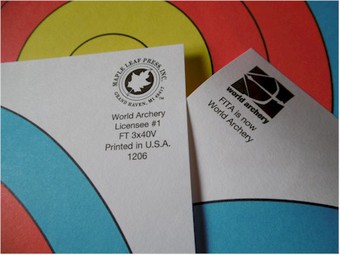 MAPLE LEAF PRESS INC.
GRAND HAVEN, MI 49417
World Archery
Licensee #1
FT 3x40V
Printed in U.S.A.
1206
world archery
FITA is now
World Archery